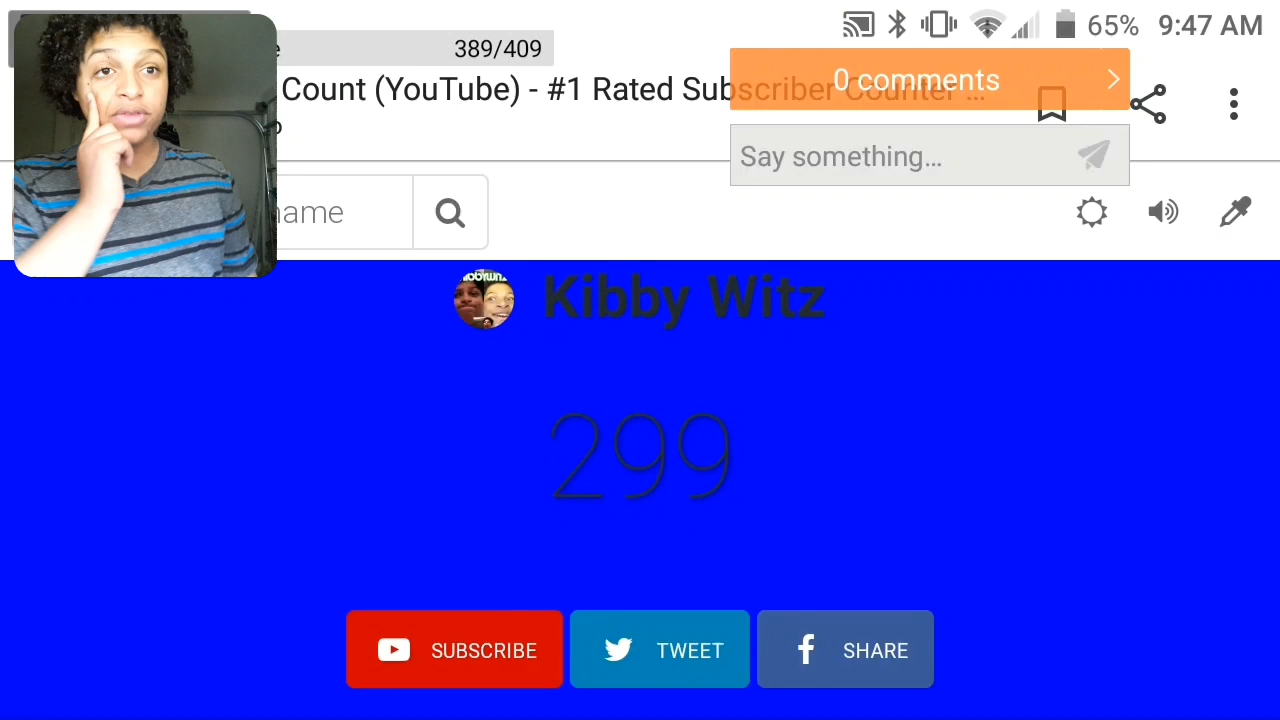 65% 9:47 AM
e 389/409
Count (YouTube) - #1 Rated Subscriber Counter ...
0 comments
Say something...
name
Kibby Witz
299
SUBSCRIBE
TWEET
SHARE